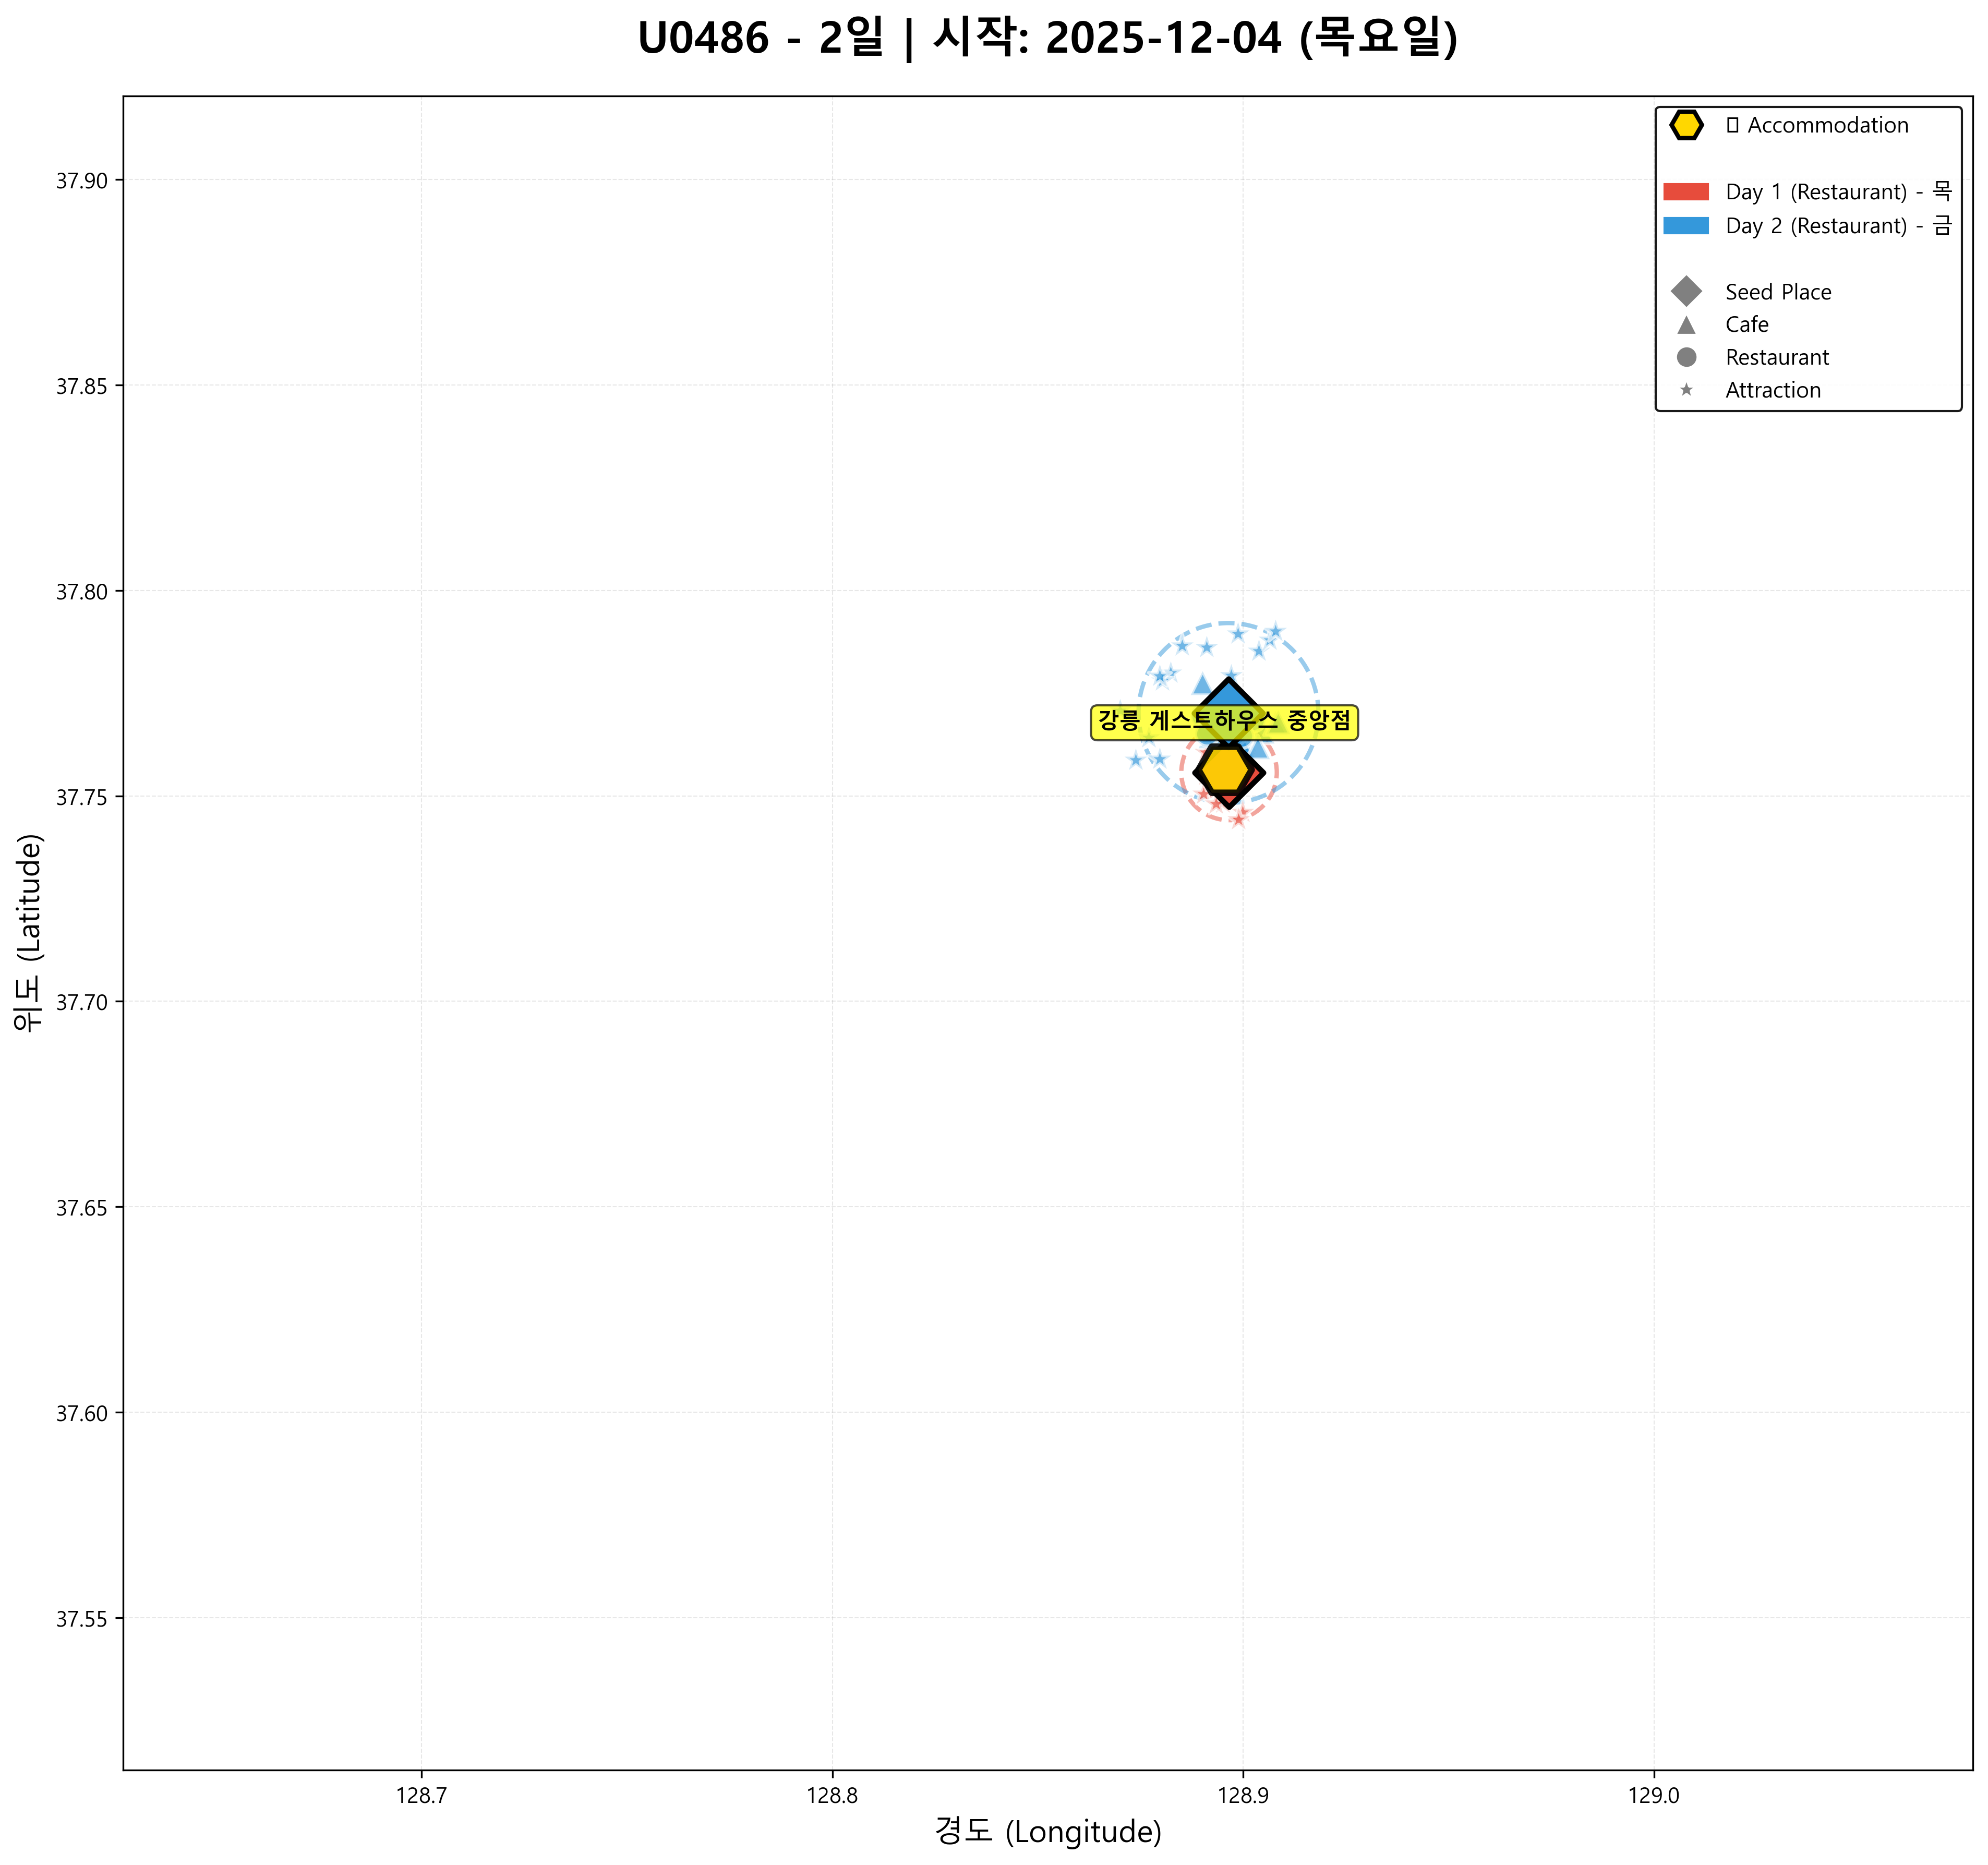 U0486 - 2일 | 시작: 2025-12-04 (목요일)
Accommodation
Day 1 (Restaurant) - 목
Day 2 (Restaurant) - 금
Seed Place
Cafe
Restaurant
Attraction
37.90
37.85
37.80
37.75
37.70
37.65
37.60
37.55
강릉 게스트하우스 중앙점
위도 (Latitude)
128.7
128.8
128.9
129.0
경도 (Longitude)